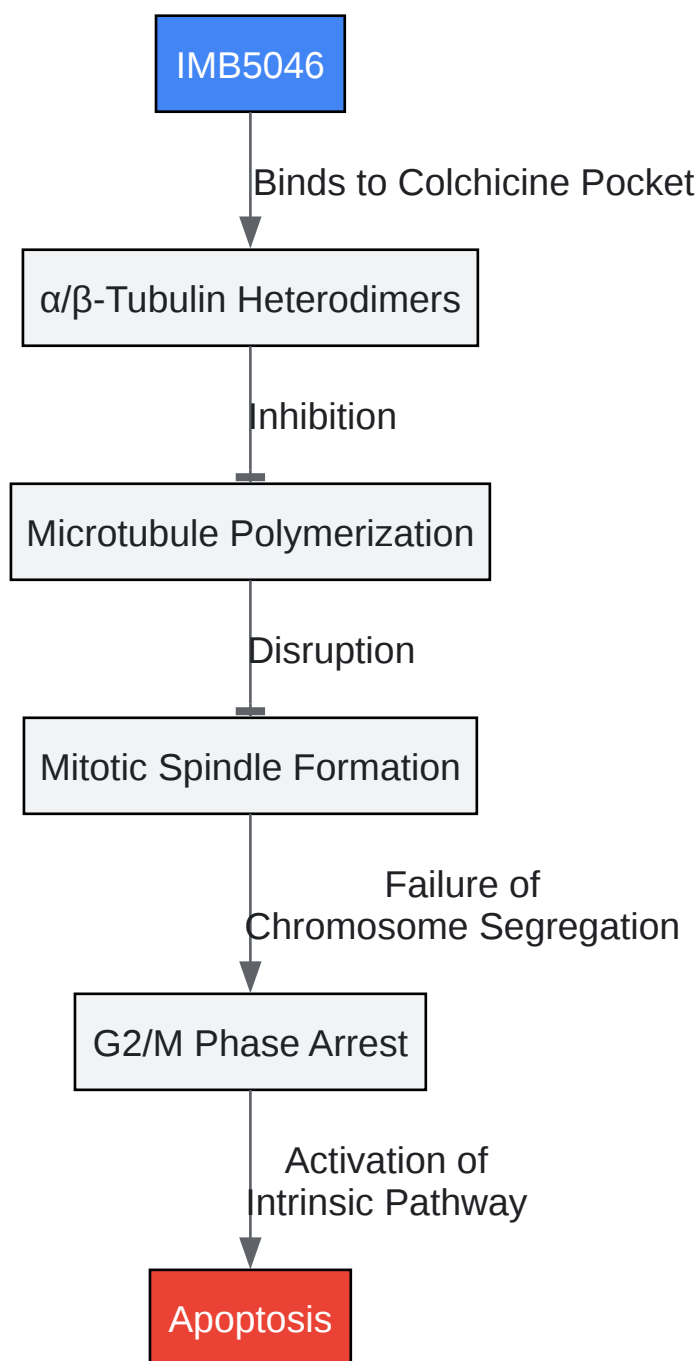 IMB5046
Binds to Colchicine Pocket
α/β-Tubulin Heterodimers
Inhibition
Microtubule Polymerization
Disruption
Mitotic Spindle Formation
Failure of
Chromosome Segregation
G2/M Phase Arrest
Activation of
Intrinsic Pathway
Apoptosis